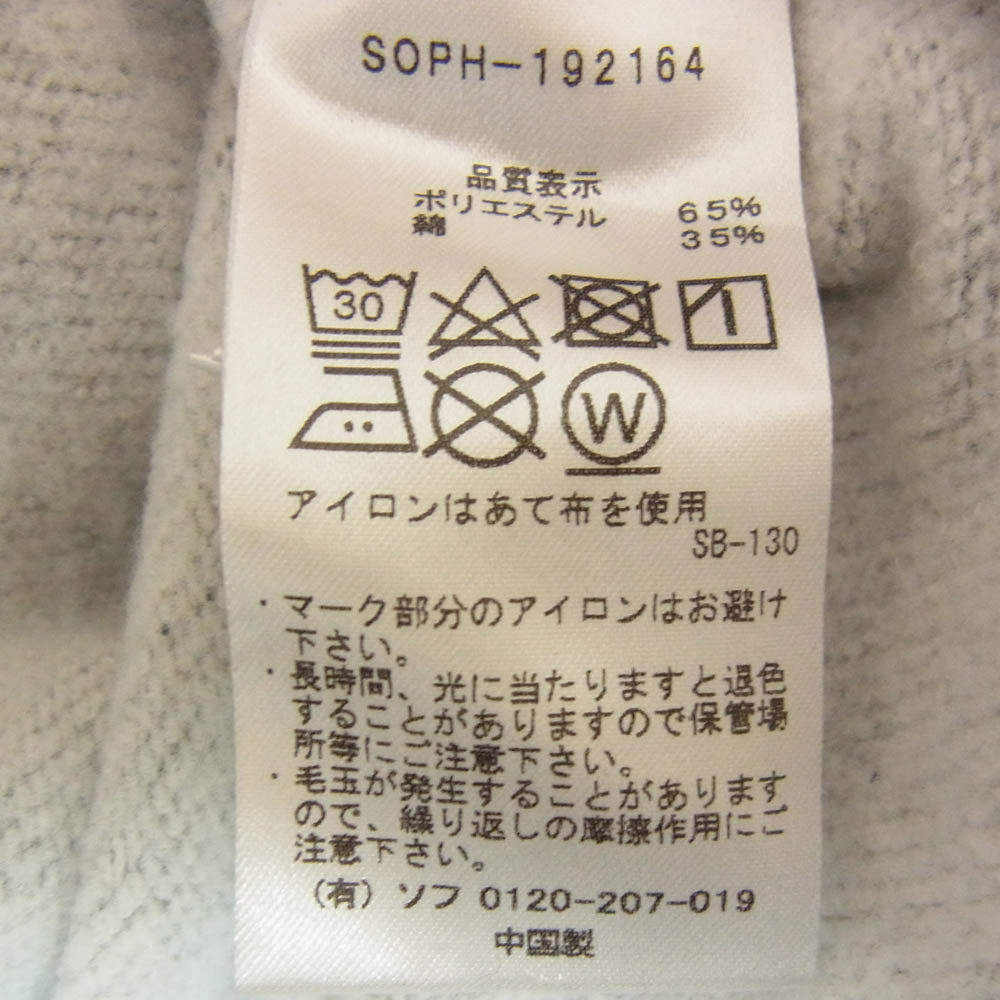 SOPH-192164
品質表示
ポリエステル 65%
綿 35%
30
W
アイロンはあて布を使用
SB-130
・マーク部分のアイロンはお避け
下さい。
・長時間、光に当たりますと退色
することがありますので保管場
所等にご注意下さい。
・毛玉が発生することがあります
ので、繰り返しの摩擦作用にご
注意下さい。
(有)ソフ 0120-207-019
中国製